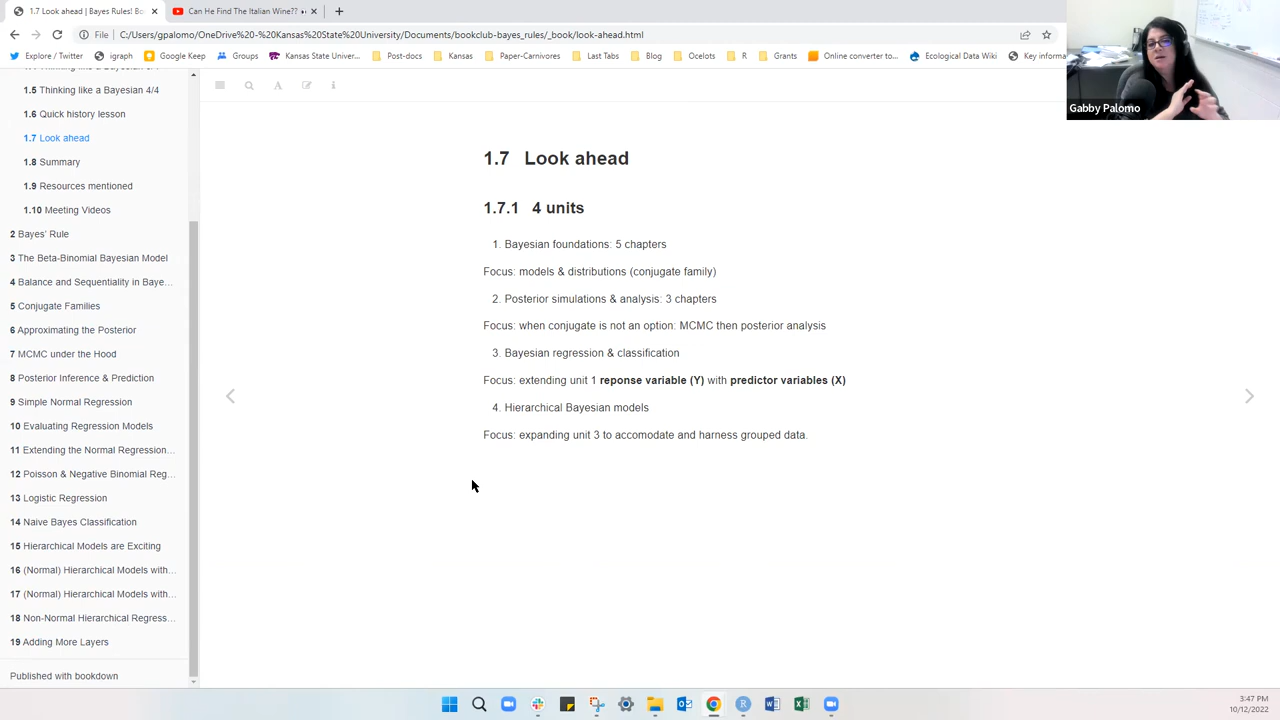 1.7 Look ahead | Bayes Rules! Bo
Can He Find The Italian Wine??
File
C:/Users/gpalomo/OneDrive%20-%20Kansas%20State%20University/Documents/bookclub-bayes_rules/_book/look-ahead.html
Explore / Twitter
igraph
Google Keep
Groups
Kansas State Univer...
Post-docs
Kansas
Paper-Carnivores
Last Tabs
Blog
Ocelots
R
Grants
Online converter to...
Ecological Data Wiki
Key informa
Gabby Palomo
1.5 Thinking like a Bayesian 4/4
1.6 Quick history lesson
1.7 Look ahead
1.8 Summary
1.9 Resources mentioned
1.10 Meeting Videos
2 Bayes' Rule
3 The Beta-Binomial Bayesian Model
4 Balance and Sequentiality in Baye...
5 Conjugate Families
6 Approximating the Posterior
7 MCMC under the Hood
8 Posterior Inference & Prediction
9 Simple Normal Regression
10 Evaluating Regression Models
11 Extending the Normal Regression...
12 Poisson & Negative Binomial Reg...
13 Logistic Regression
14 Naive Bayes Classification
15 Hierarchical Models are Exciting
16 (Normal) Hierarchical Models with...
17 (Normal) Hierarchical Models with...
18 Non-Normal Hierarchical Regress...
19 Adding More Layers
Published with bookdown
A
i
1.7 Look ahead
1.7.1 4 units
1. Bayesian foundations: 5 chapters
Focus: models & distributions (conjugate family)
2. Posterior simulations & analysis: 3 chapters
Focus: when conjugate is not an option: MCMC then posterior analysis
3. Bayesian regression & classification
Focus: extending unit 1 reponse variable (Y) with predictor variables (X)
4. Hierarchical Bayesian models
Focus: expanding unit 3 to accomodate and harness grouped data.
3:47 PM
10/12/2022